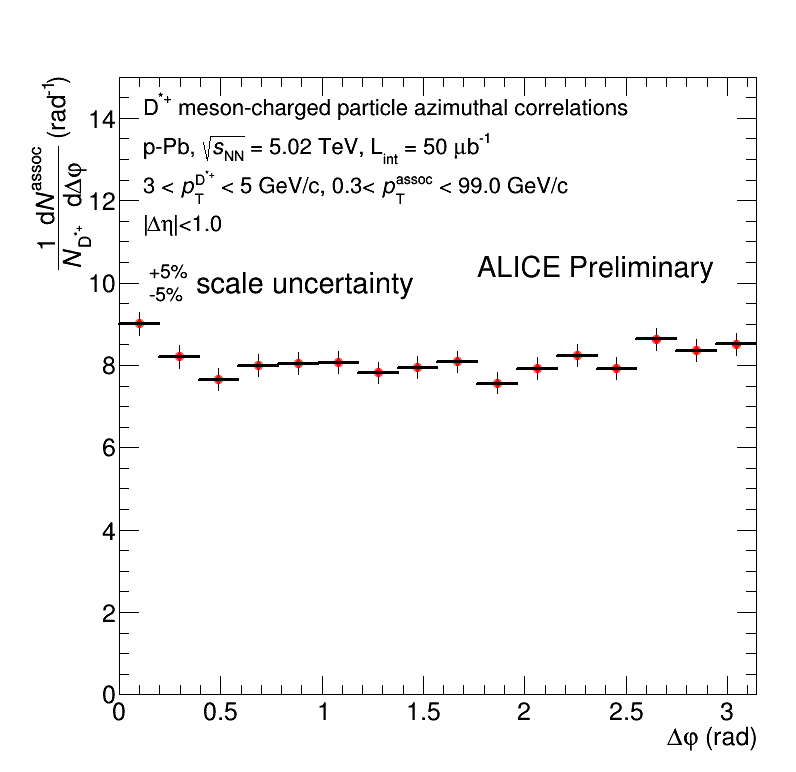 D*+ meson-charged particle azimuthal correlations
p-Pb, √sNN = 5.02 TeV, Lint = 50 μb-1
3 < pTD*+ < 5 GeV/c, 0.3< pTassoc < 99.0 GeV/c
|Δη|<1.0
+5%
-5% scale uncertainty
ALICE Preliminary
1 dNassoc
ND*+ dΔφ (rad-1)
14
12
10
8
6
4
2
0
0 0.5 1 1.5 2 2.5 3
Δφ (rad)